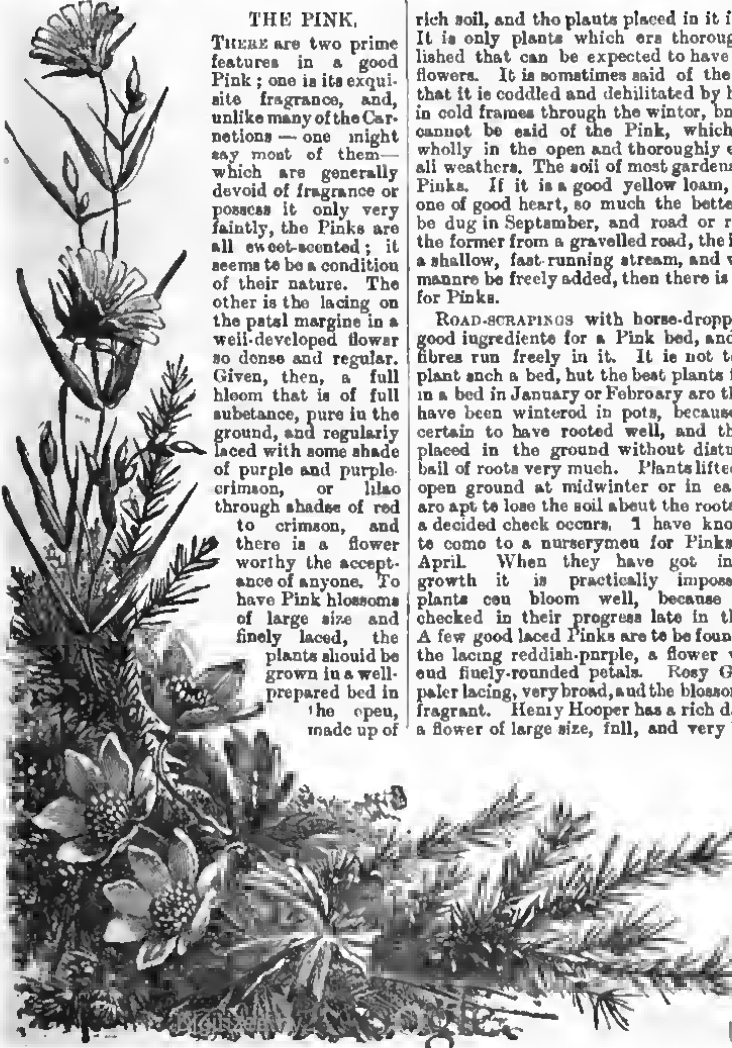 THE PINK.
THERE are two prime
features in a good
Pink ; one is its exqui-
site fragrance, and,
unlike many of the Car-
netions — one might
say most of them—
which are generally
devoid of fragrance or
possess it only very
faintly, the Pinks are
all sweet-scented ; it
seems to be a condition
of their nature. The
other is the lacing on
the petal margin in a
well-developed flower
so dense and regular.
Given, then, a full
bloom that is of full
substance, pure in the
ground, and regularly
laced with some shade
of purple and purple-
crimson, or lilac
through shades of red
to crimson, and
there is a flower
worthy the accept-
ance of anyone. To
have Pink blossoms
of large size and
finely laced, the
plants should be
grown in a well-
prepared bed in
the open,
made up of
rich soil, and the plants placed in it i
It is only plants which ers thoroug
lished that can be expected to have
flowers. It is sometimes said of the
that it is coddled and debilitated by h
in cold frames through the winter, bn
cannot be said of the Pink, which
wholly in the open and thoroughly e
all weathers. The soil of most gardens
Pinks. If it is a good yellow loam,
one of good heart, so much the bette
be dug in September, and road or r
the former from a gravelled road, the l
a shallow, fast-running stream, and w
manure be freely added, then there is
for Pinks.
ROAD-SCRAPINGS with horse-dropp
good ingredients for a Pink bed, and
fibres run freely in it. It is not to
plant such a bed, but the best plants f
in a bed in January or February are th
have been wintered in pots, because
certain to have rooted well, and th
placed in the ground without distu
ball of roots very much. Plants lifted
open ground at midwinter or in ea
are apt to lose the soil about the roots
a decided check occurs. I have kno
to come to a nurseryman for Pinks
April. When they have got in
growth it is practically imposs
plants can bloom well, because
checked in their progress late in th
A few good laced Pinks are to be foun
the lacing reddish-purple, a flower w
and finely-rounded petals. Rosy G
paler lacing, very broad, and the blosson
fragrant. Henry Hooper has a rich d
a flower of large size, full, and very